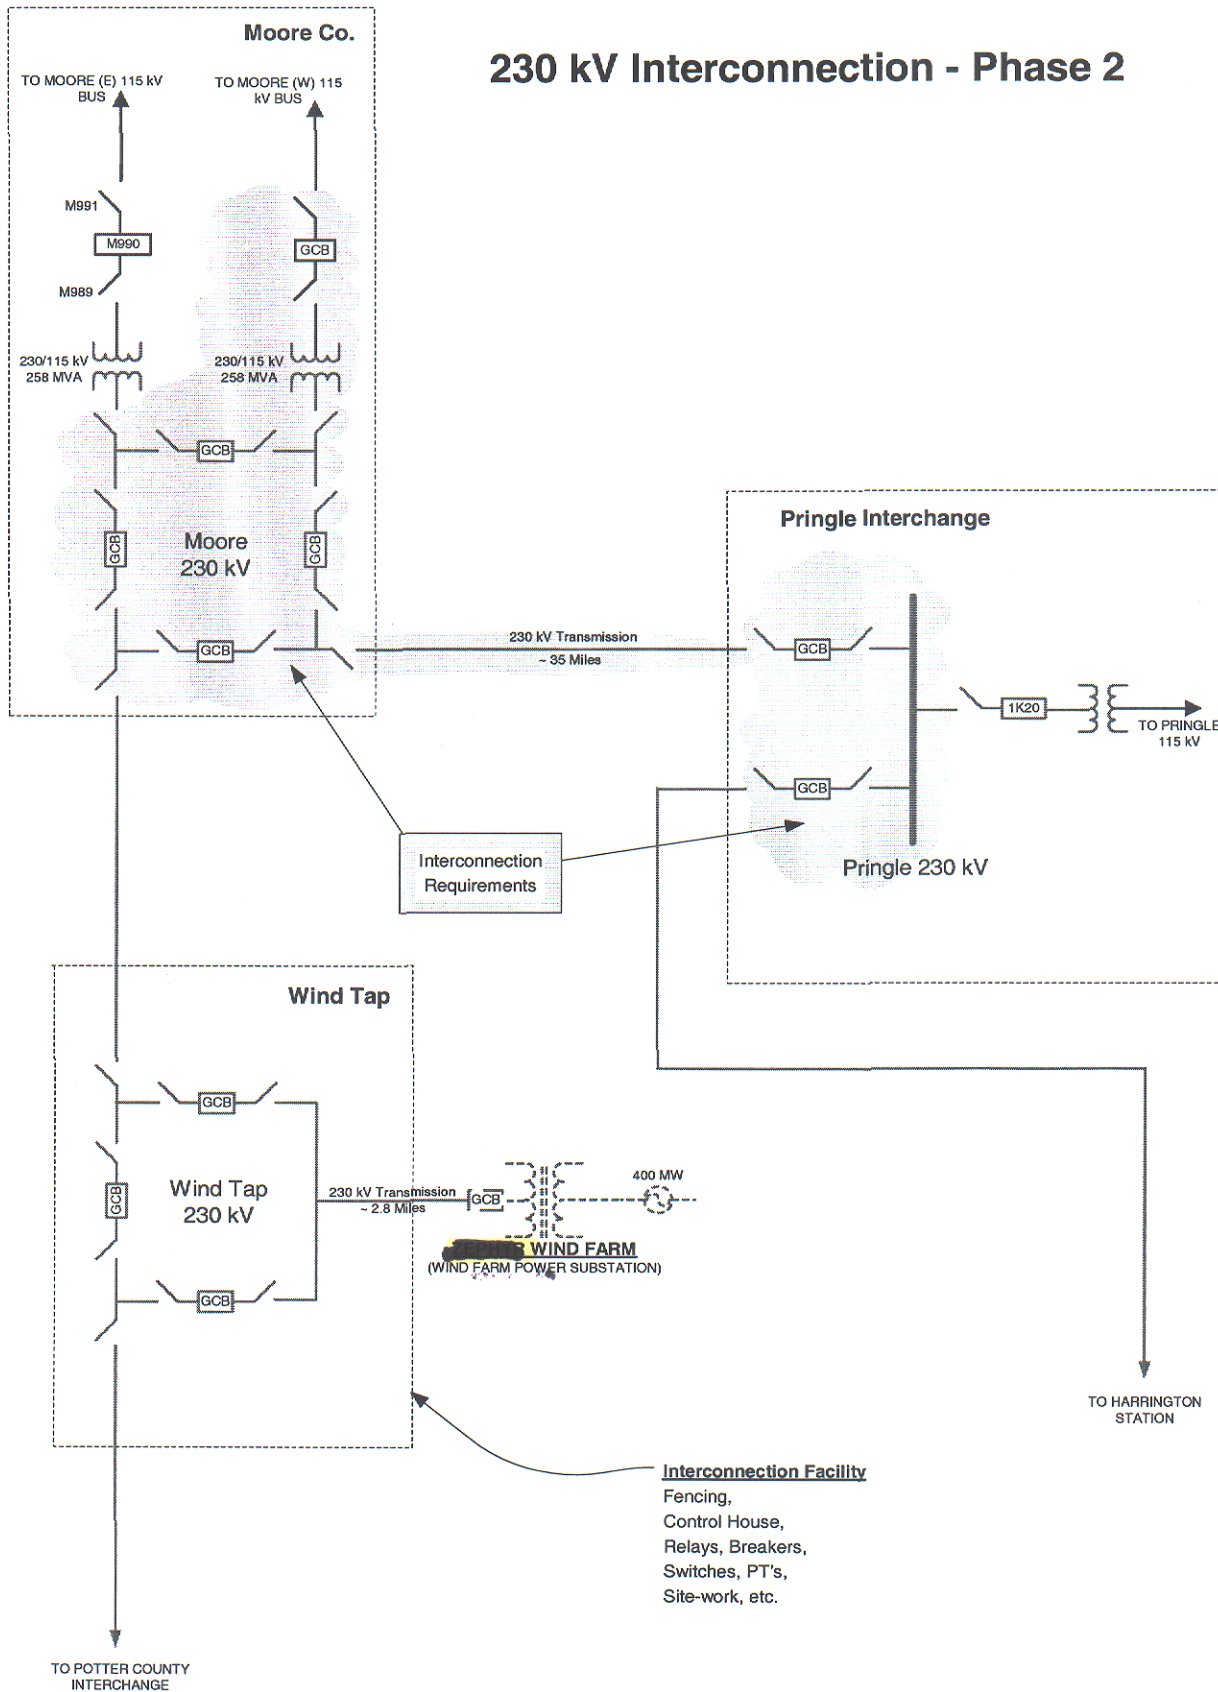 Moore Co.
230 kV Interconnection - Phase 2
TO MOORE (E) 115 kV
BUS
TO MOORE (W) 115
kV BUS
M991
M990
GCB
M989
230/115 kV
258 MVA
230/115 kV
258 MVA
GCB
GCB
Moore
230 kV
GCB
GCB
230 kV Transmission
~ 35 Miles
Pringle Interchange
GCB
1K20
TO PRINGLE
115 kV
GCB
Pringle 230 kV
Interconnection
Requirements
Wind Tap
GCB
GCB
Wind Tap
230 kV
GCB
230 kV Transmission
~ 2.8 Miles
GCB
400 MW
ZEPHYR WIND FARM
(WIND FARM POWER SUBSTATION)
TO HARRINGTON
STATION
Interconnection Facility
Fencing,
Control House,
Relays, Breakers,
Switches, PT's,
Site-work, etc.
TO POTTER COUNTY
INTERCHANGE